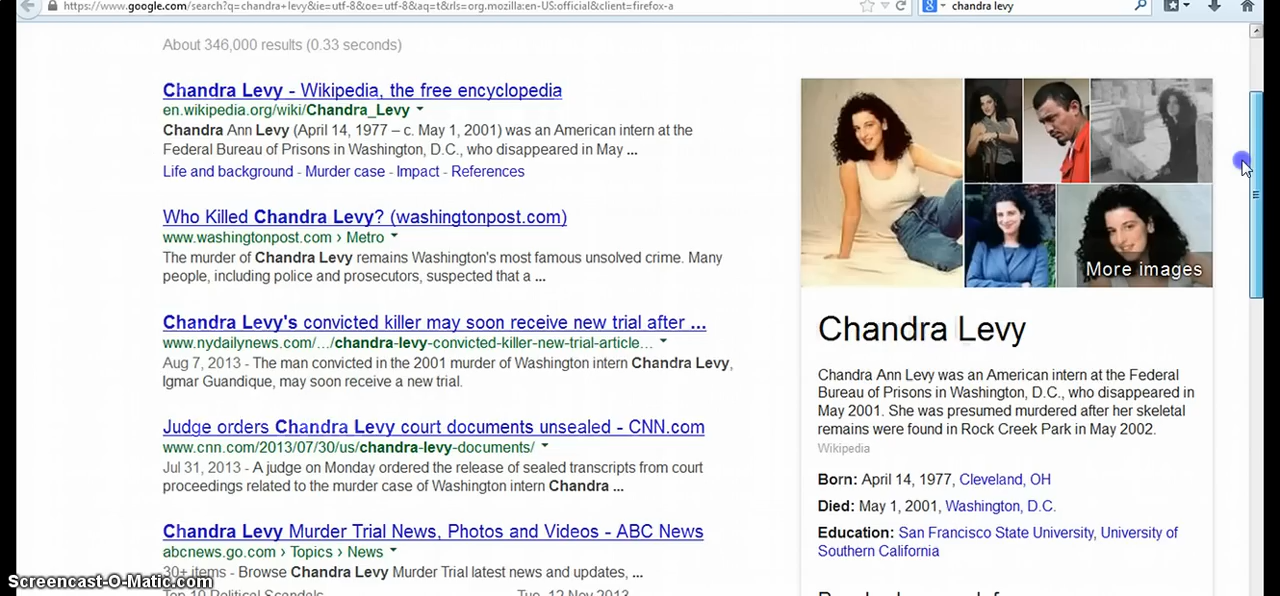 https://www.google.com/search?q=chandra+levy&ie=utf-8&oe=utf-8&aq=t&rls=org.mozilla:en-US:official&client=firefox-a
chandra levy
About 346,000 results (0.33 seconds)
Chandra Levy - Wikipedia, the free encyclopedia
en.wikipedia.org/wiki/Chandra_Levy
Chandra Ann Levy (April 14, 1977 – c. May 1, 2001) was an American intern at the
Federal Bureau of Prisons in Washington, D.C., who disappeared in May ...
Life and background - Murder case - Impact - References
Who Killed Chandra Levy? (washingtonpost.com)
www.washingtonpost.com › Metro
The murder of Chandra Levy remains Washington's most famous unsolved crime. Many
people, including police and prosecutors, suspected that a ...
Chandra Levy's convicted killer may soon receive new trial after ...
www.nydailynews.com/.../chandra-levy-convicted-killer-new-trial-article...
Aug 7, 2013 - The man convicted in the 2001 murder of Washington intern Chandra Levy,
Igmar Guandique, may soon receive a new trial.
Judge orders Chandra Levy court documents unsealed - CNN.com
www.cnn.com/2013/07/30/us/chandra-levy-documents/
Jul 31, 2013 - A judge on Monday ordered the release of sealed transcripts from court
proceedings related to the murder case of Washington intern Chandra ...
Chandra Levy Murder Trial News, Photos and Videos - ABC News
abcnews.go.com › Topics › News
30+ items - Browse Chandra Levy Murder Trial latest news and updates, ...
Top 10 Political Scandals
Tue, 12 Nov 2013
More images
Chandra Levy
Chandra Ann Levy was an American intern at the Federal
Bureau of Prisons in Washington, D.C., who disappeared in
May 2001. She was presumed murdered after her skeletal
remains were found in Rock Creek Park in May 2002.
Wikipedia
Born: April 14, 1977, Cleveland, OH
Died: May 1, 2001, Washington, D.C.
Education: San Francisco State University, University of
Southern California
Screencast-O-Matic.com